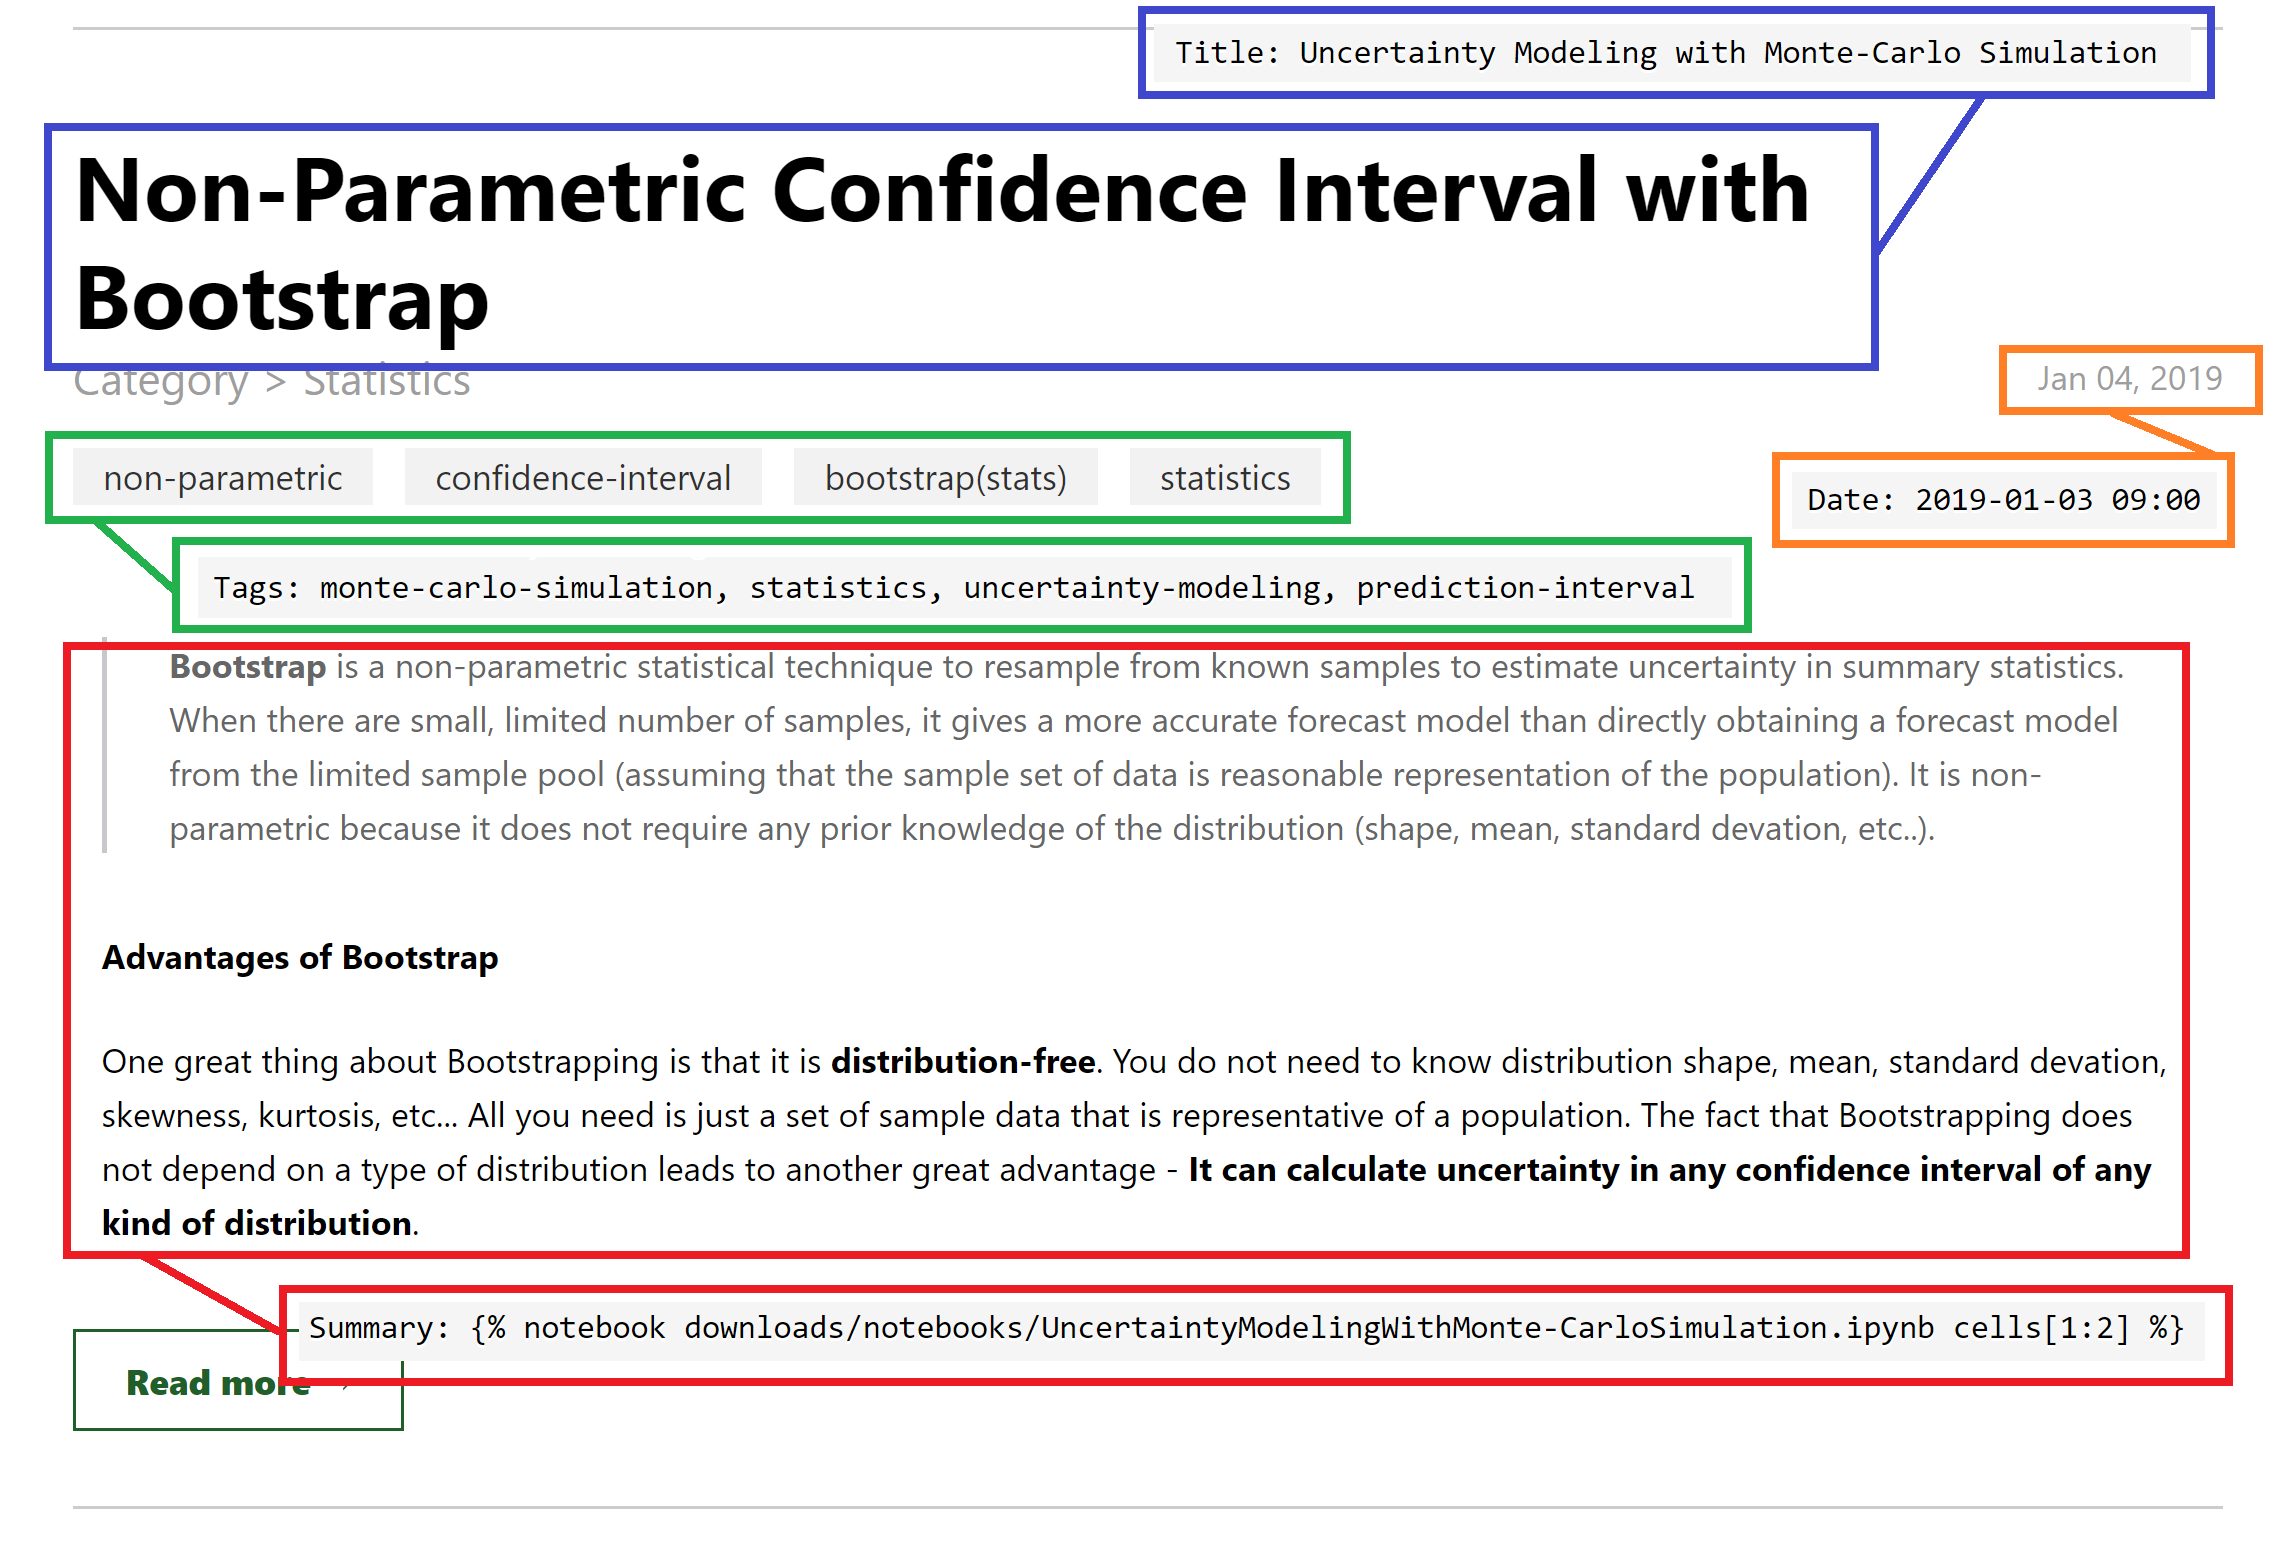 Title: Uncertainty Modeling with Monte-Carlo Simulation
Non-Parametric Confidence Interval with
Bootstrap
Category > Statistics
Jan 04, 2019
non-parametric confidence-interval bootstrap(stats) statistics
Date: 2019-01-03 09:00
Tags: monte-carlo-simulation, statistics, uncertainty-modeling, prediction-interval
Bootstrap is a non-parametric statistical technique to resample from known samples to estimate uncertainty in summary statistics.
When there are small, limited number of samples, it gives a more accurate forecast model than directly obtaining a forecast model
from the limited sample pool (assuming that the sample set of data is reasonable representation of the population). It is non-
parametric because it does not require any prior knowledge of the distribution (shape, mean, standard devation, etc..).
Advantages of Bootstrap
One great thing about Bootstrapping is that it is distribution-free. You do not need to know distribution shape, mean, standard devation,
skewness, kurtosis, etc... All you need is just a set of sample data that is representative of a population. The fact that Bootstrapping does
not depend on a type of distribution leads to another great advantage - It can calculate uncertainty in any confidence interval of any
kind of distribution.
Summary: {% notebook downloads/notebooks/UncertaintyModelingWithMonte-CarloSimulation.ipynb cells[1:2] %}
Read more